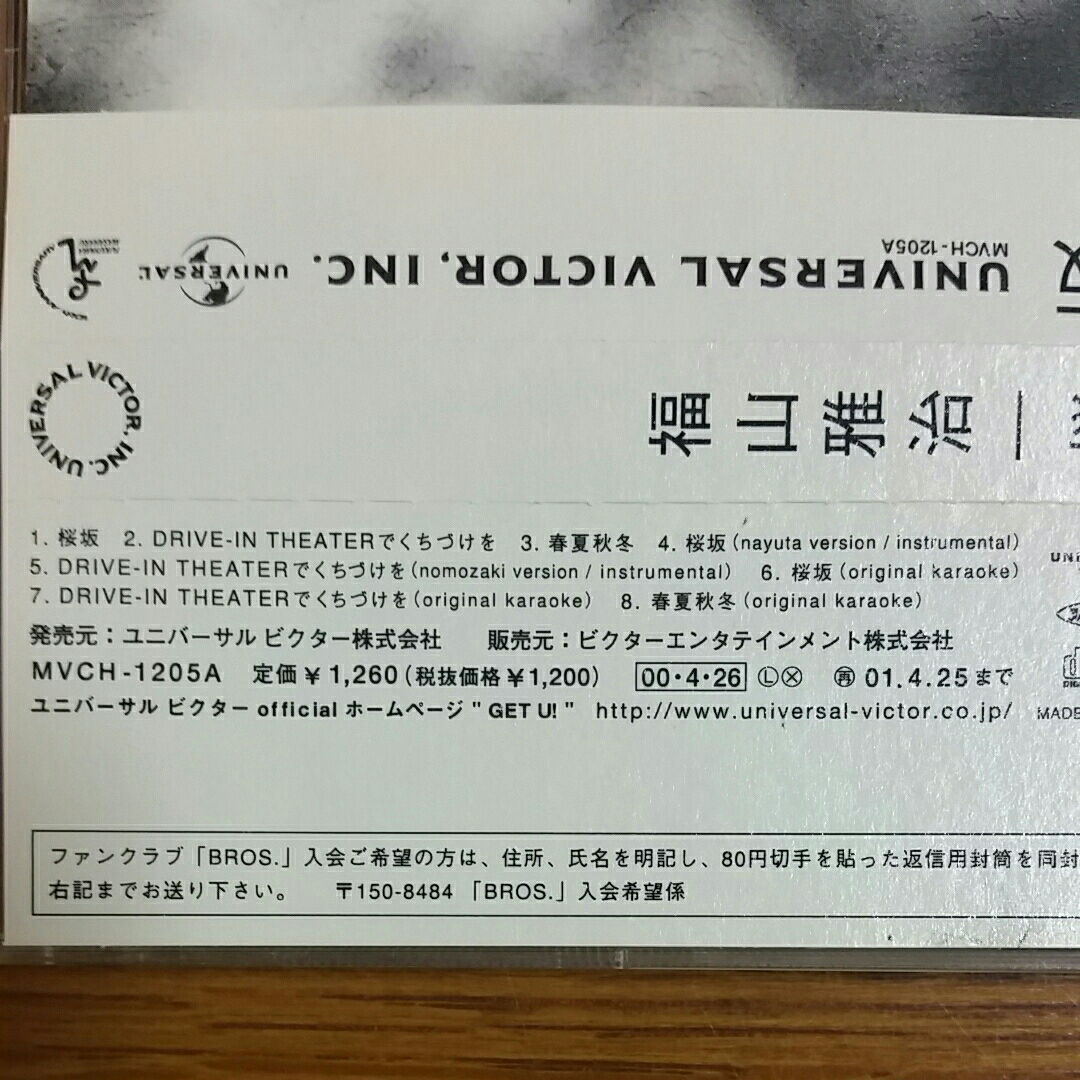 UNIVERSAL VICTOR, INC.
MVCH-1205A
UNIVERSAL
UNIVERSAL VICTOR, INC.
福山雅治
1. 桜坂 2. DRIVE-IN THEATERでくちづけを 3. 春夏秋冬 4. 桜坂(nayuta version / instrumental)
5. DRIVE-IN THEATERでくちづけを(nomozaki version / instrumental) 6. 桜坂(original karaoke)
7. DRIVE-IN THEATERでくちづけを(original karaoke) 8. 春夏秋冬(original karaoke)
発売元:ユニバーサル ビクター株式会社 販売元:ビクターエンタテインメント株式会社
MVCH-1205A 定価¥1,260(税抜価格¥1,200) 00・4・26 Ⓛⓧ ㊢ 01.4.25まで
ユニバーサル ビクター official ホームページ " GET U! " http://www.universal-victor.co.jp/
MADE
ファンクラブ「BROS.」入会ご希望の方は、住所、氏名を明記し、80円切手を貼った返信用封筒を同封
右記までお送り下さい。 〒150-8484 「BROS.」入会希望係